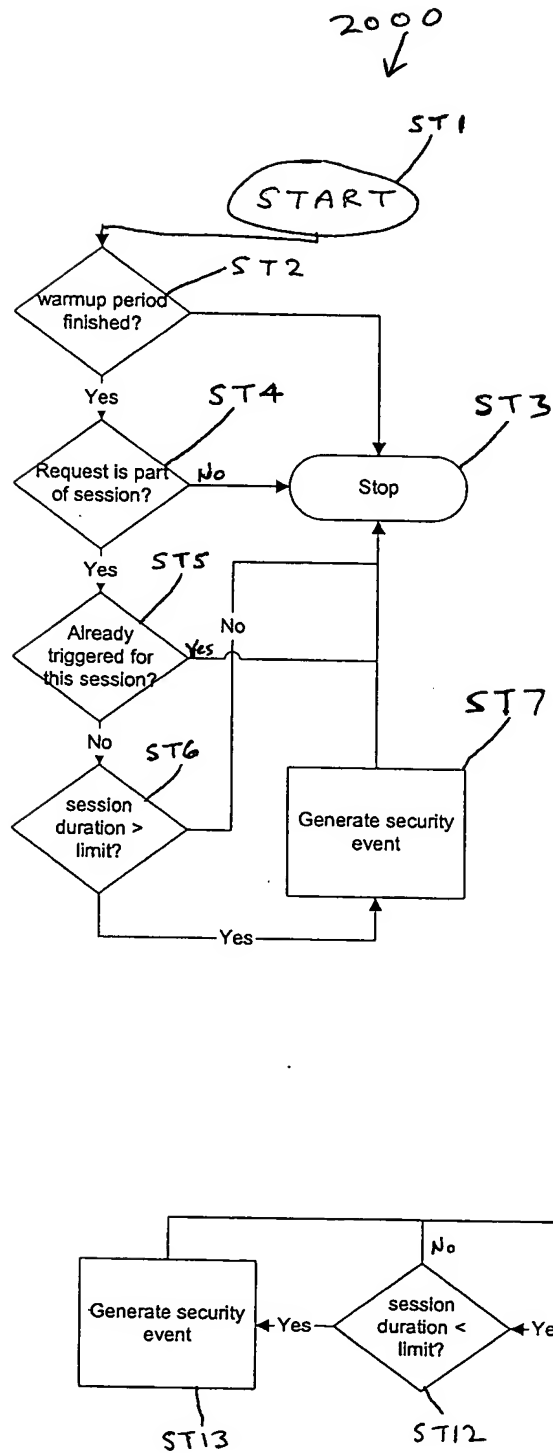 2000
ST1
START
ST2
warmup period
finished?
Yes
ST4
ST3
Request is part
of session?
No
Stop
Yes
ST5
No
Already
triggered for
this session?
Yes
ST7
No
ST6
session
duration >
limit?
Generate security
event
Yes
No
Generate security
event
Yes
session
duration <
limit?
Ye
ST13
ST12